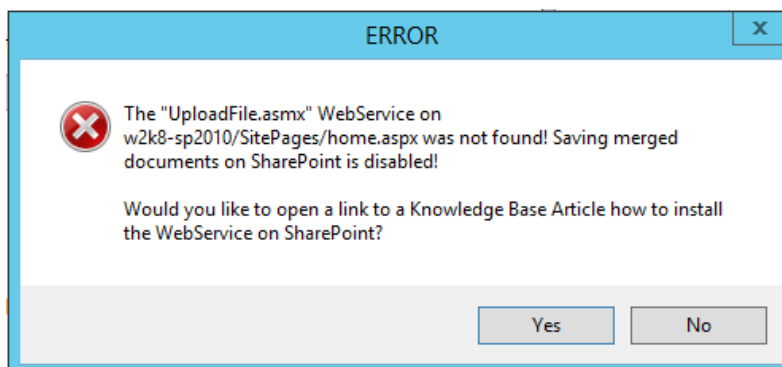 ERROR
x
The "UploadFile.asmx" WebService on
w2k8-sp2010/SitePages/home.aspx was not found! Saving merged
documents on SharePoint is disabled!
Would you like to open a link to a Knowledge Base Article how to install
the WebService on SharePoint?
Yes
No